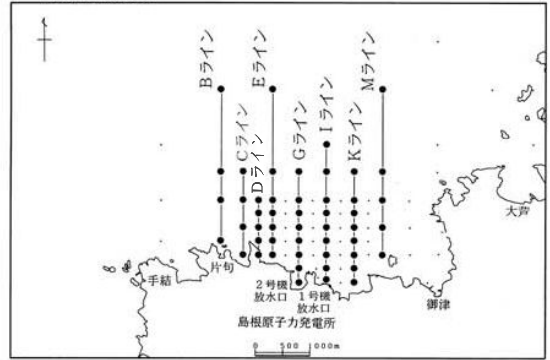 Bライン
Cライン
Dライン
Eライン
Gライン
Iライン
Kライン
Mライン
大芦
手結
片句
御津
2号機
放水口
1号機
放水口
島根原子力発電所
0 500 1000m